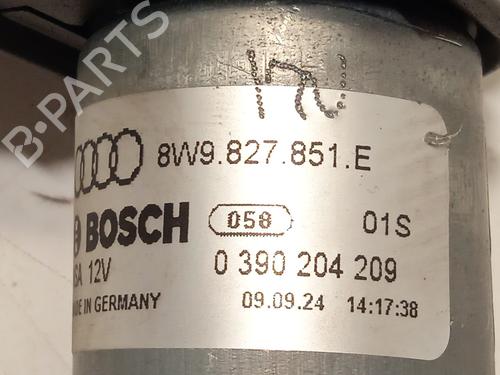 B-PARTS
8W9.827.851.E
BOSCH 058 01S
SA 12V 0 390 204 209
MADE IN GERMANY 09.09.24 14:17:38